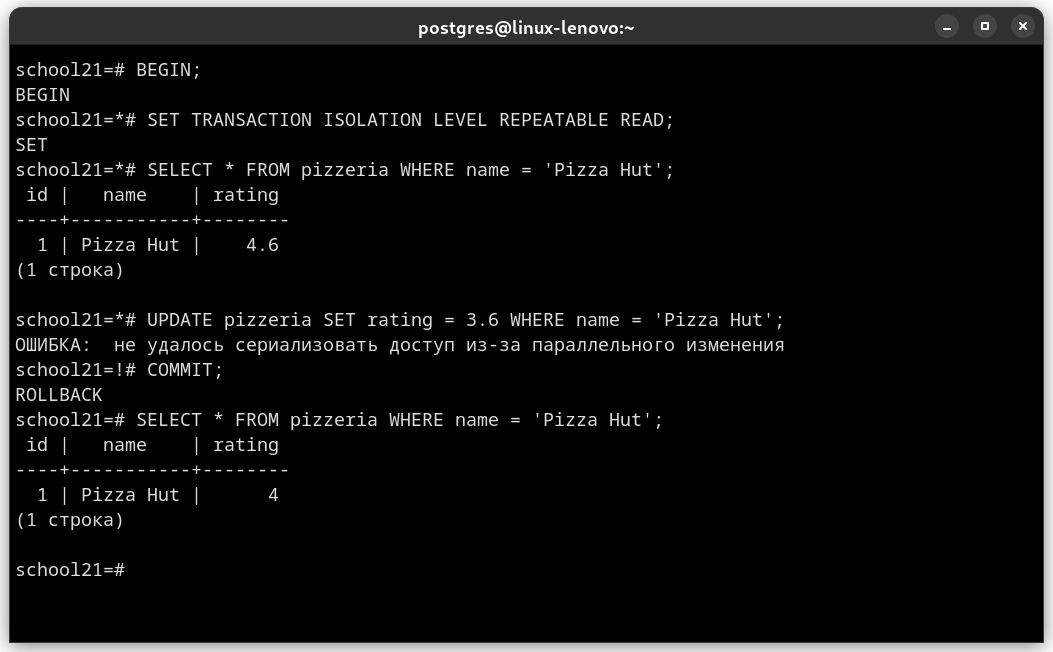 postgres@linux-lenovo:~
school21=# BEGIN;
BEGIN
school21=*# SET TRANSACTION ISOLATION LEVEL REPEATABLE READ;
SET
school21=*# SELECT * FROM pizzeria WHERE name = 'Pizza Hut';
 id |   name    | rating
----+-----------+--------
  1 | Pizza Hut |    4.6
(1 строка)
school21=*# UPDATE pizzeria SET rating = 3.6 WHERE name = 'Pizza Hut';
ОШИБКА:  не удалось сериализовать доступ из-за параллельного изменения
school21=!# COMMIT;
ROLLBACK
school21=# SELECT * FROM pizzeria WHERE name = 'Pizza Hut';
 id |   name    | rating
----+-----------+--------
  1 | Pizza Hut |      4
(1 строка)
school21=#